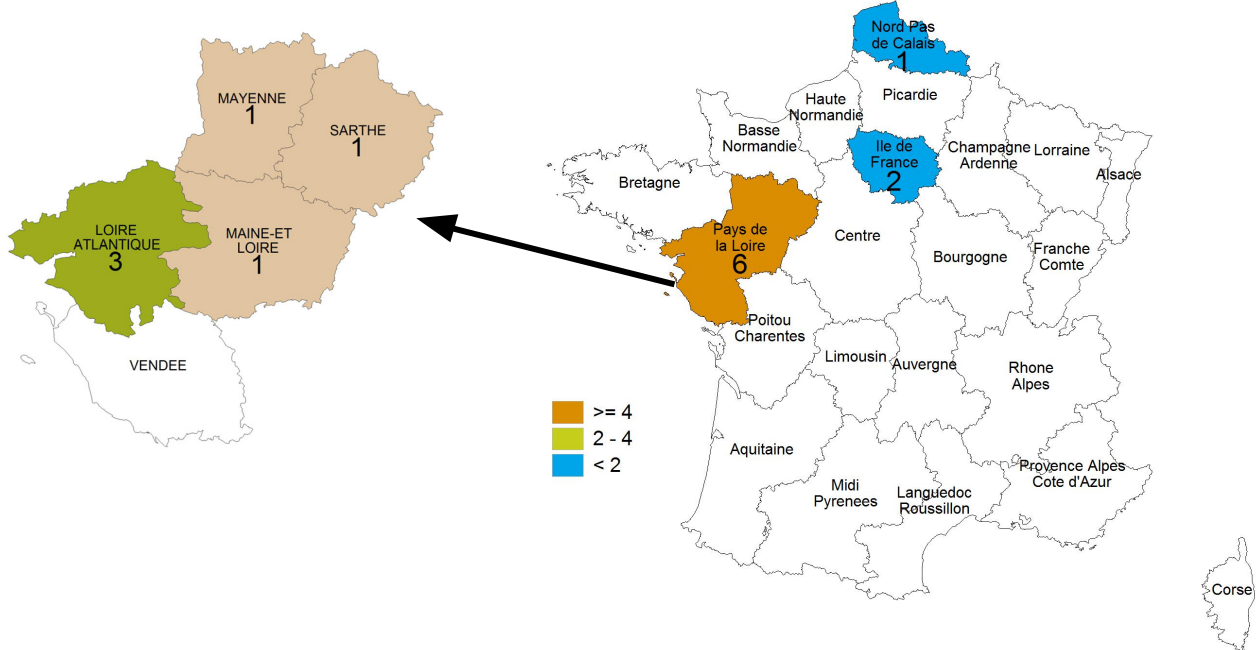 MAYENNE
1
SARTHE
1
LOIRE
ATLANTIQUE
3
MAINE-ET
LOIRE
1
VENDEE
Nord Pas
de Calais
1
Picardie
Haute
Normandie
Basse
Normandie
Ile de
France
2
Champagne
Ardenne
Lorraine
Alsace
Bretagne
Pays de
la Loire
6
Centre
Bourgogne
Franche
Comte
Poitou
Charentes
Limousin
Auvergne
Rhone
Alpes
>= 4
2 - 4
< 2
Aquitaine
Midi
Pyrenees
Languedoc
Roussillon
Provence Alpes
Cote d'Azur
Corse